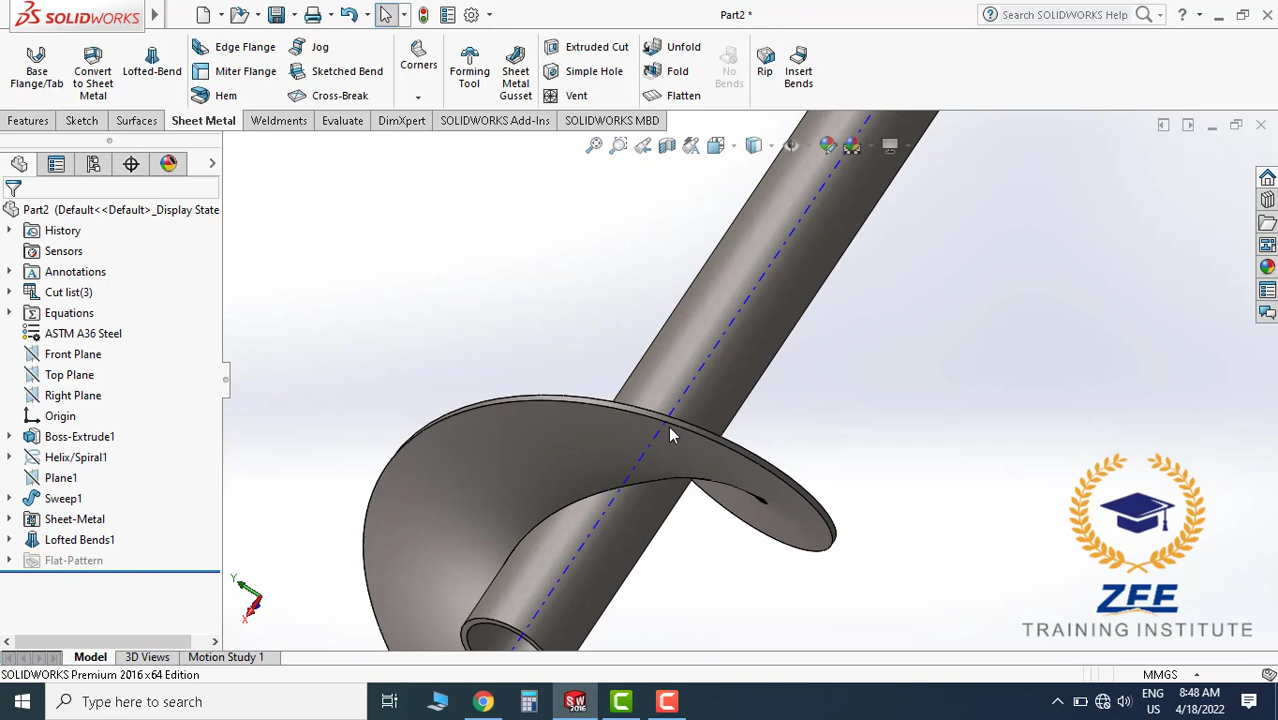 SOLIDWORKS
Part2 *
Search SOLIDWORKS Help
Base Flange/Tab
Convert to Sheet Metal
Lofted-Bend
Edge Flange
Miter Flange
Hem
Jog
Sketched Bend
Cross-Break
Corners
Forming Tool
Sheet Metal Gusset
Extruded Cut
Simple Hole
Vent
Unfold
Fold
Flatten
No Bends
Rip
Insert Bends
Features
Sketch
Surfaces
Sheet Metal
Weldments
Evaluate
DimXpert
SOLIDWORKS Add-Ins
SOLIDWORKS MBD
Part2 (Default<<Default>_Display State
History
Sensors
Annotations
Cut list(3)
Equations
ASTM A36 Steel
Front Plane
Top Plane
Right Plane
Origin
Boss-Extrude1
Helix/Spiral1
Plane1
Sweep1
Sheet-Metal
Lofted Bends1
Flat-Pattern
Y
X
ZFE
TRAINING INSTITUTE
Model
3D Views
Motion Study 1
SOLIDWORKS Premium 2016 x64 Edition
MMGS
Type here to search
SW
2016
ENG
US
8:48 AM
4/18/2022